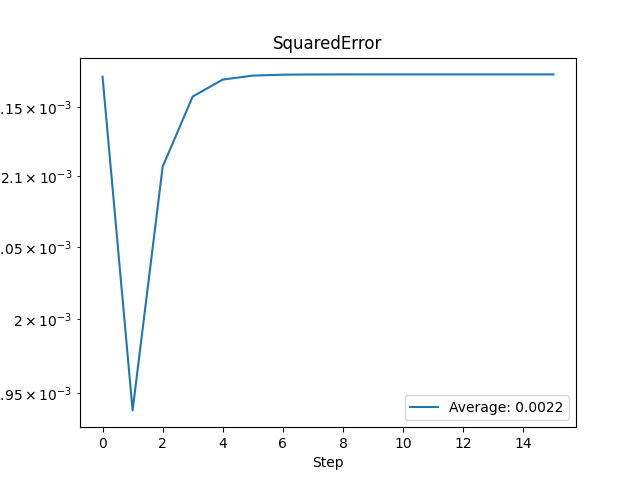 SquaredError
.15 × 10⁻³
2.1 × 10⁻³
.05 × 10⁻³
2 × 10⁻³
.95 × 10⁻³
Average: 0.0022
0 2 4 6 8 10 12 14
Step